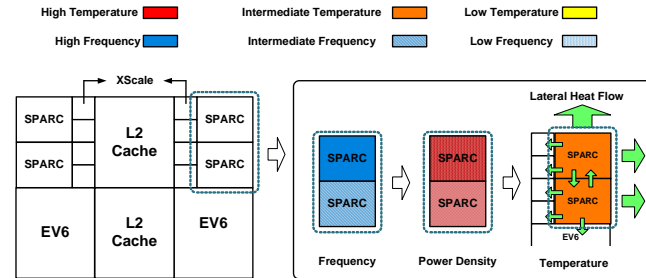 High Temperature Intermediate Temperature Low Temperature
High Frequency Intermediate Frequency Low Frequency
XScale
Lateral Heat Flow
SPARC SPARC
L2
Cache
SPARC SPARC
SPARC SPARC SPARC
SPARC SPARC SPARC
EV6 L2
Cache EV6
EV6
Frequency Power Density Temperature